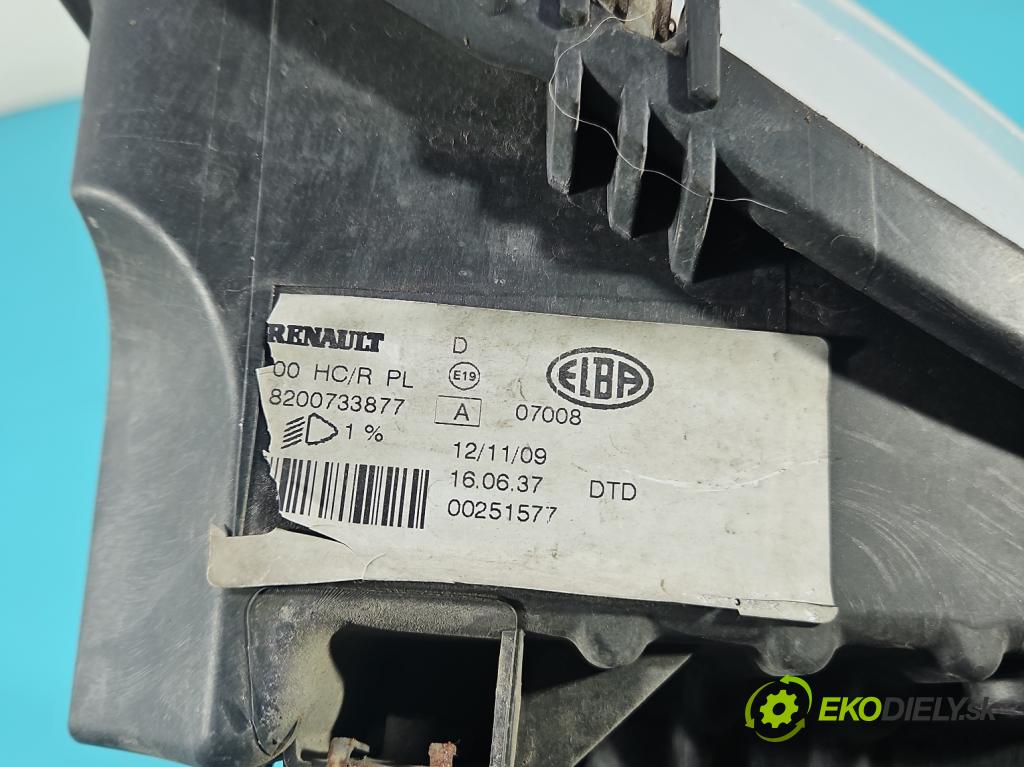 RENAULT D
00 HC/R PL E19 ELBA
8200733877 A 07008
1 % 12/11/09
16.06.37 DTD
00251577
EKODIELY.sk